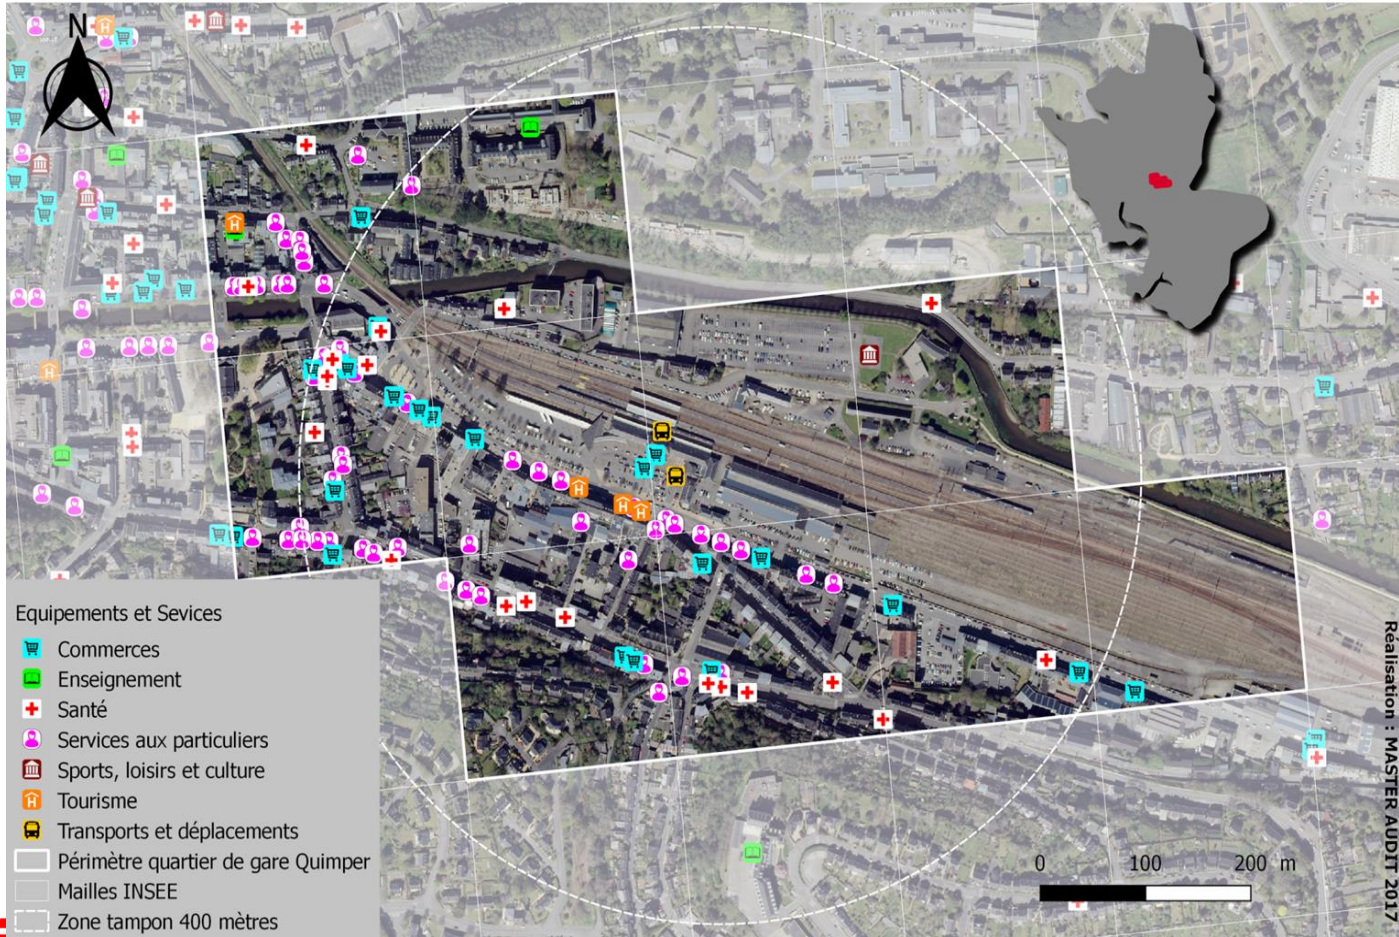 N
Equipements et Sevices
Commerces
Enseignement
Santé
Services aux particuliers
Sports, loisirs et culture
Tourisme
Transports et déplacements
Périmètre quartier de gare Quimper
Mailles INSEE
Zone tampon 400 mètres
0 100 200 m
Réalisation : MASTER AUDIT 2017